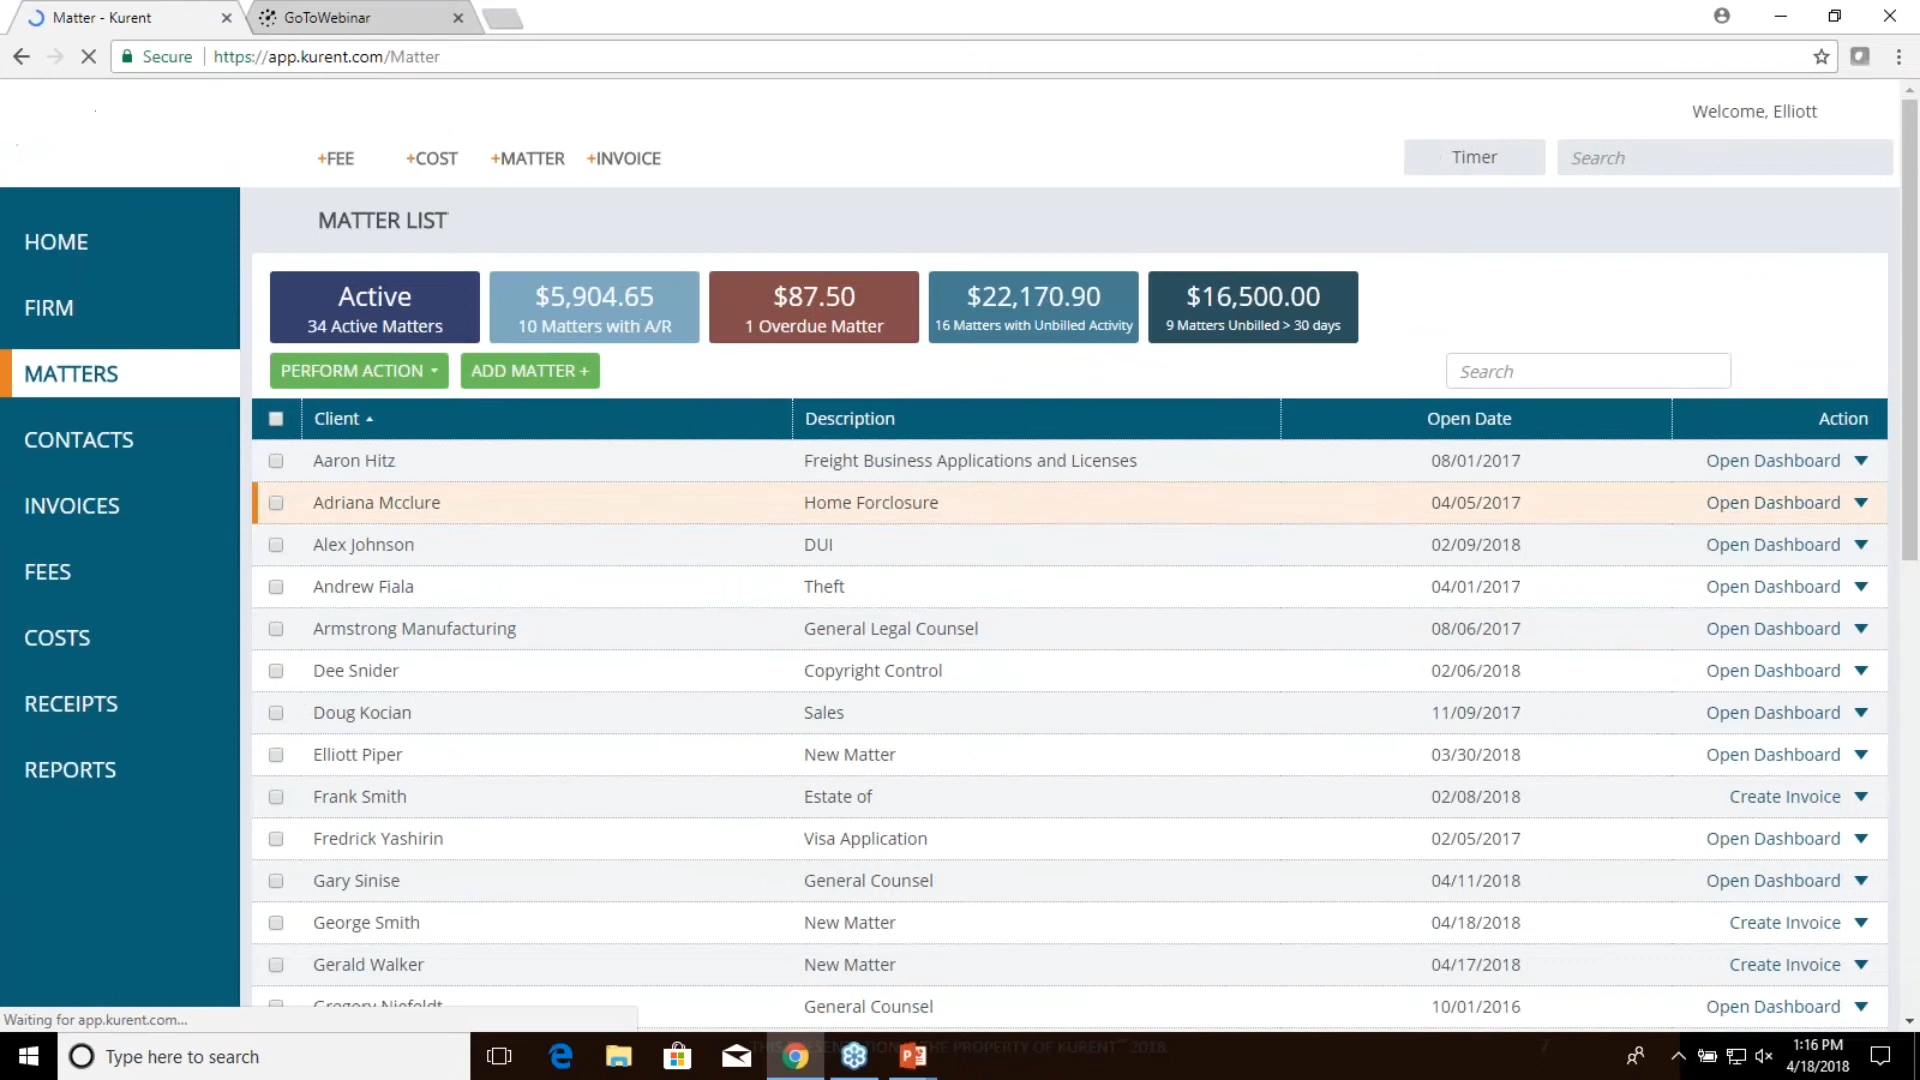 Matter - Kurent
GoToWebinar
Secure
https://app.kurent.com/Matter
Welcome, Elliott
+FEE +COST +MATTER +INVOICE
Timer
Search
HOME
FIRM
MATTERS
CONTACTS
INVOICES
FEES
COSTS
RECEIPTS
REPORTS
MATTER LIST
Active
34 Active Matters
$5,904.65
10 Matters with A/R
$87.50
1 Overdue Matter
$22,170.90
16 Matters with Unbilled Activity
$16,500.00
9 Matters Unbilled > 30 days
PERFORM ACTION
ADD MATTER +
Search
Client Description Open Date Action
Aaron Hitz Freight Business Applications and Licenses 08/01/2017 Open Dashboard
Adriana Mcclure Home Forclosure 04/05/2017 Open Dashboard
Alex Johnson DUI 02/09/2018 Open Dashboard
Andrew Fiala Theft 04/01/2017 Open Dashboard
Armstrong Manufacturing General Legal Counsel 08/06/2017 Open Dashboard
Dee Snider Copyright Control 02/06/2018 Open Dashboard
Doug Kocian Sales 11/09/2017 Open Dashboard
Elliott Piper New Matter 03/30/2018 Open Dashboard
Frank Smith Estate of 02/08/2018 Create Invoice
Fredrick Yashirin Visa Application 02/05/2017 Open Dashboard
Gary Sinise General Counsel 04/11/2018 Open Dashboard
George Smith New Matter 04/18/2018 Create Invoice
Gerald Walker New Matter 04/17/2018 Create Invoice
Gregory General Counsel 10/01/2016 Open Dashboard
Waiting for app.kurent.com...
Type here to search
THE PROPERTY OF KURENT 2018
1:16 PM
4/18/2018